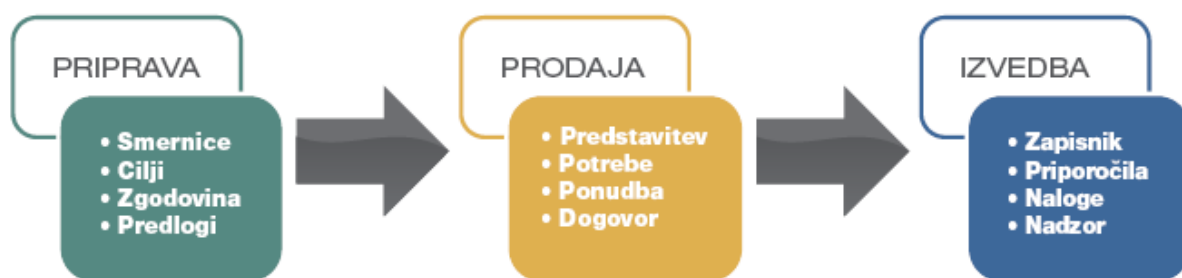 PRIPRAVA
• Smernice
• Cilji
• Zgodovina
• Predlogi
PRODAJA
• Predstavitev
• Potrebe
• Ponudba
• Dogovor
IZVEDBA
• Zapisnik
• Priporočila
• Naloge
• Nadzor